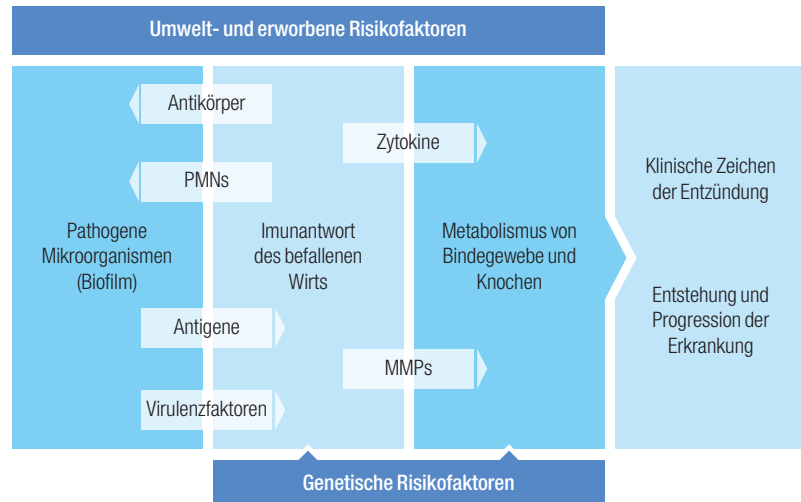 Umwelt- und erworbene Risikofaktoren
Antikörper
PMNs
Pathogene
Mikroorganismen
(Biofilm)
Antigene
Virulenzfaktoren
Imunantwort
des befallenen
Wirts
Zytokine
Metabolismus von
Bindegewebe und
Knochen
MMPs
Klinische Zeichen
der Entzündung
Entstehung und
Progression der
Erkrankung
Genetische Risikofaktoren